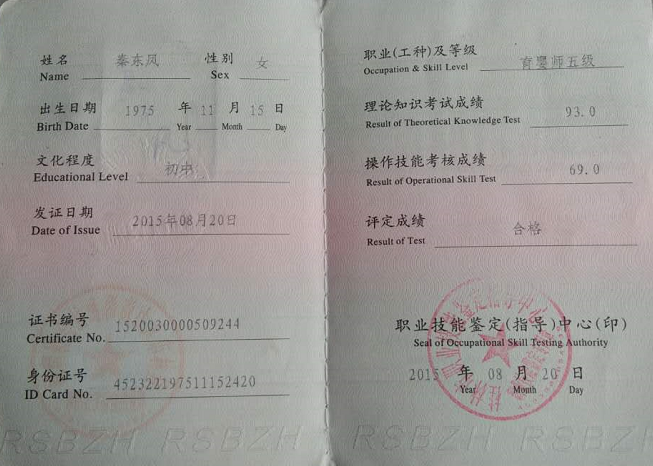 姓名 秦东凤 性别 女
Name Sex
出生日期 1975 年 11 月 15 日
Birth Date Year Month Day
文化程度 初中
Educational Level
发证日期 2015年08月20日
Date of Issue
证书编号 1520030000509244
Certificate No.
身份证号 452322197511152420
ID Card No.
RSBZH RSBZH
职业(工种)及等级 育婴师五级
Occupation & Skill Level
理论知识考试成绩 93.0
Result of Theoretical Knowledge Test
操作技能考核成绩 69.0
Result of Operational Skill Test
评定成绩 合格
Result of Test
职业技能鉴定(指导)中心(印)
Seal of Occupational Skill Testing Authority
2015 年 08 月 20 日
Year Month Day
RSBZH RSBZH